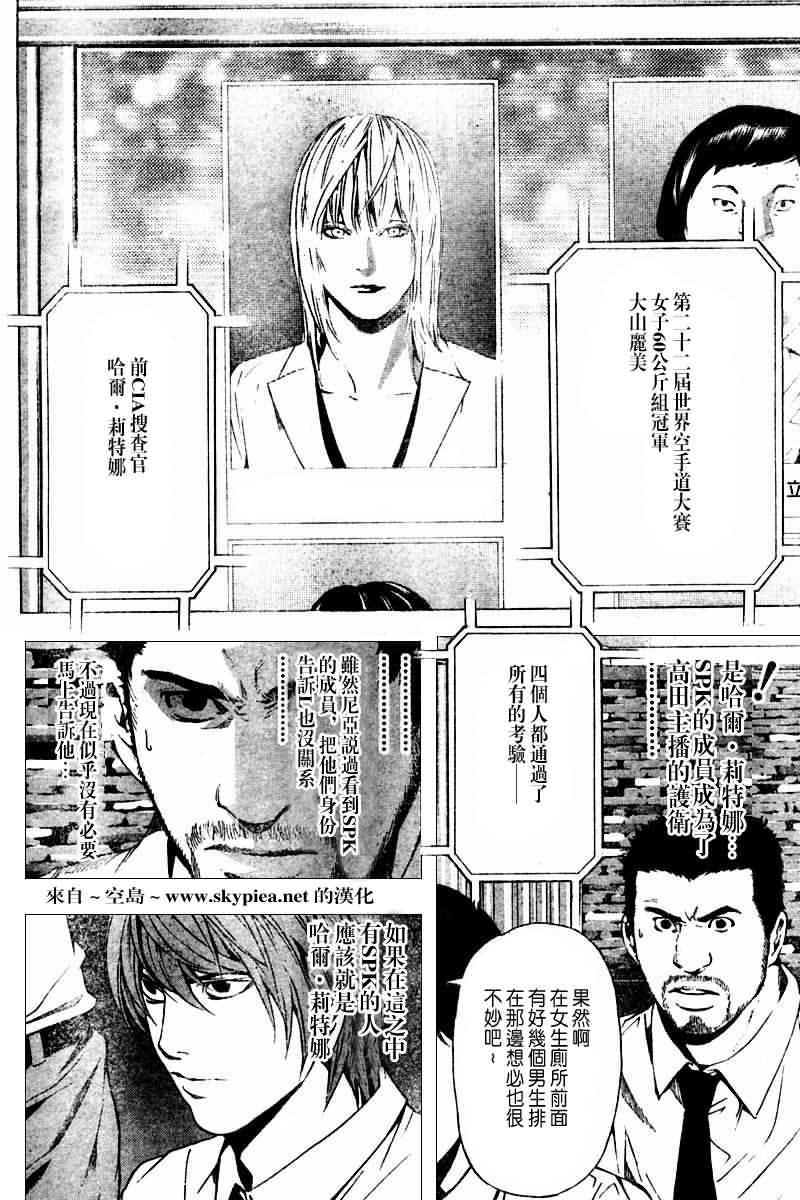 第二十二屆世界空手道大賽
女子60公斤組冠軍
大山麗美
立
前CIA搜查官
哈爾·莉特娜
四個人都通過了
所有的考驗——
！
是哈爾·莉特娜…
SPK的成員成為了
高田主播的護衛
…………
…………
雖然尼亞說過看到SPK
的成員，把他們身份
告訴L也沒關系
…………
不過現在似乎沒有必要
馬上告訴他…
來自~空島~www.skypiea.net 的漢化
果然啊
在女生廁所前面
有好幾個男生排
在那邊想必也很
不妙吧~
如果在這之中
有SPK的人
應該就是
哈爾·莉特娜